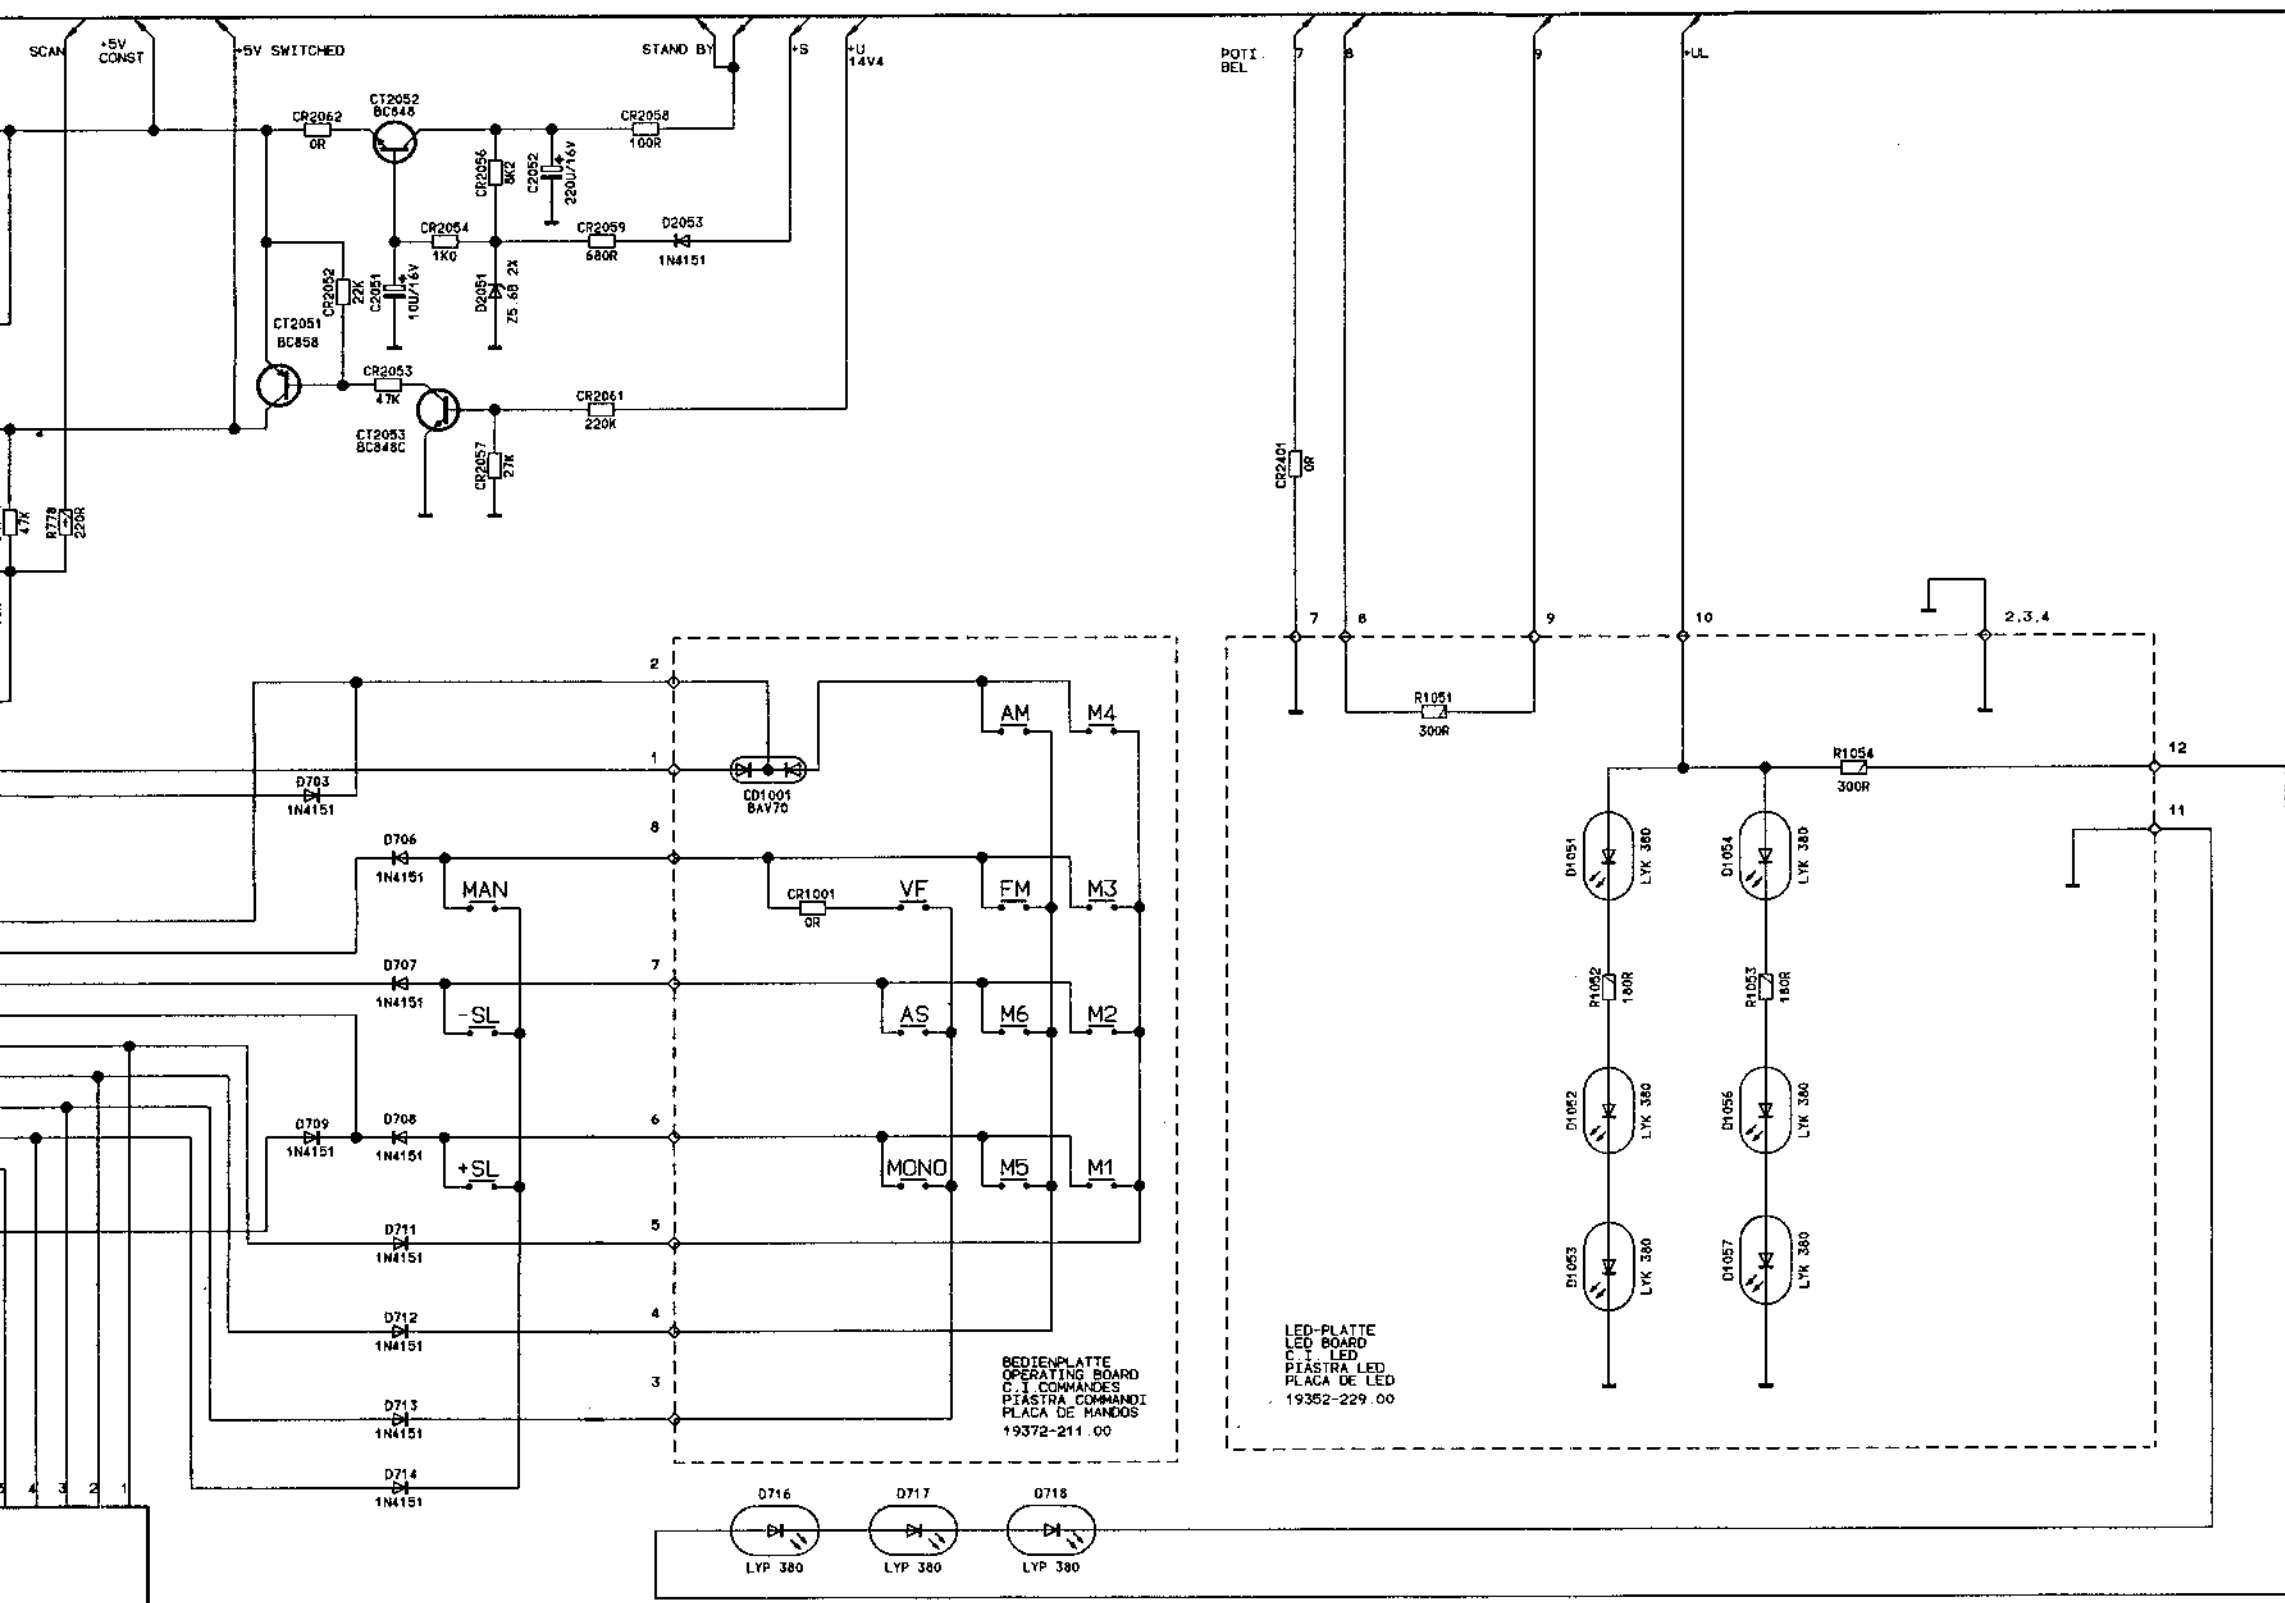 SCAN
+5V
CONST
+5V SWITCHED
STAND BY
+S
+U
14V4
POTI.
BEL
7
8
9
+UL
CT2052
BC848
CR2062
0R
CR2058
100R
CR2056
8K2
C2052
220U/16V
CR2054
1K0
CR2059
680R
D2053
1N4151
CR2052
22K
C2051
10U/16V
D2051
Z5.6B 2%
CT2051
BC858
CR2053
47K
CT2053
BC848C
CR2061
220K
CR2057
27K
CR2401
0R
47K
R778
220R
7
8
9
10
2,3,4
2
AM
M4
R1051
300R
1
CD1001
BAV70
D703
1N4151
R1054
300R
12
11
8
D706
1N4151
MAN
CR1001
0R
VF
FM
M3
D1051
LYK 380
D1054
LYK 380
7
D707
1N4151
-SL
AS
M6
M2
R1052
180R
R1053
180R
6
D709
1N4151
D708
1N4151
+SL
MONO
M5
M1
D1052
LYK 380
D1056
LYK 380
5
D711
1N4151
D1053
LYK 380
D1057
LYK 380
4
D712
1N4151
3
D713
1N4151
D714
1N4151
BEDIENPLATTE
OPERATING BOARD
C.I.COMMANDES
PIASTRA COMMANDI
PLACA DE MANDOS
19372-211.00
LED-PLATTE
LED BOARD
C.I. LED
PIASTRA LED
PLACA DE LED
19352-229.00
4
3
2
1
D716
LYP 380
D717
LYP 380
D718
LYP 380